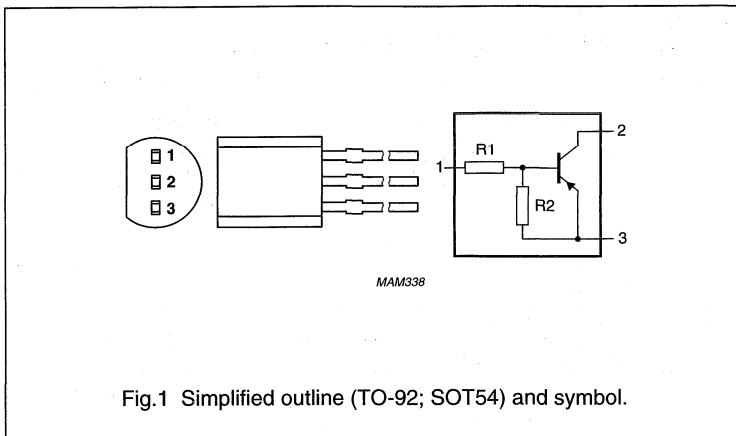 1
2
3
1
R1
R2
2
3
MAM338
Fig.1 Simplified outline (TO-92; SOT54) and symbol.